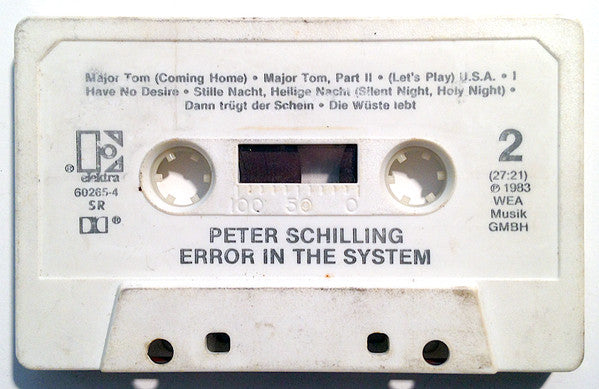 Major Tom (Coming Home) • Major Tom, Part II • (Let's Play) U.S.A. • I
Have No Desire • Stille Nacht, Heilige Nacht (Silent Night, Holy Night) •
Dann trügt der Schein • Die Wüste lebt
® elektra
60265-4
SR
®
2
(27:21)
℗ 1983
WEA
Musik
GMBH
100 50 0
PETER SCHILLING
ERROR IN THE SYSTEM